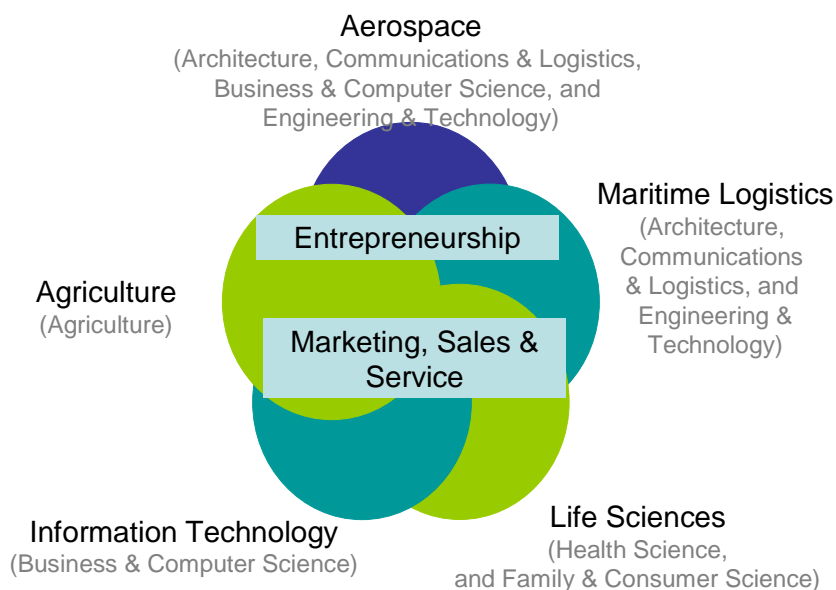 Aerospace
(Architecture, Communications & Logistics,
Business & Computer Science, and
Engineering & Technology)
Maritime Logistics
(Architecture,
Communications
& Logistics, and
Engineering &
Technology)
Entrepreneurship
Agriculture
(Agriculture)
Marketing, Sales &
Service
Information Technology
(Business & Computer Science)
Life Sciences
(Health Science,
and Family & Consumer Science)